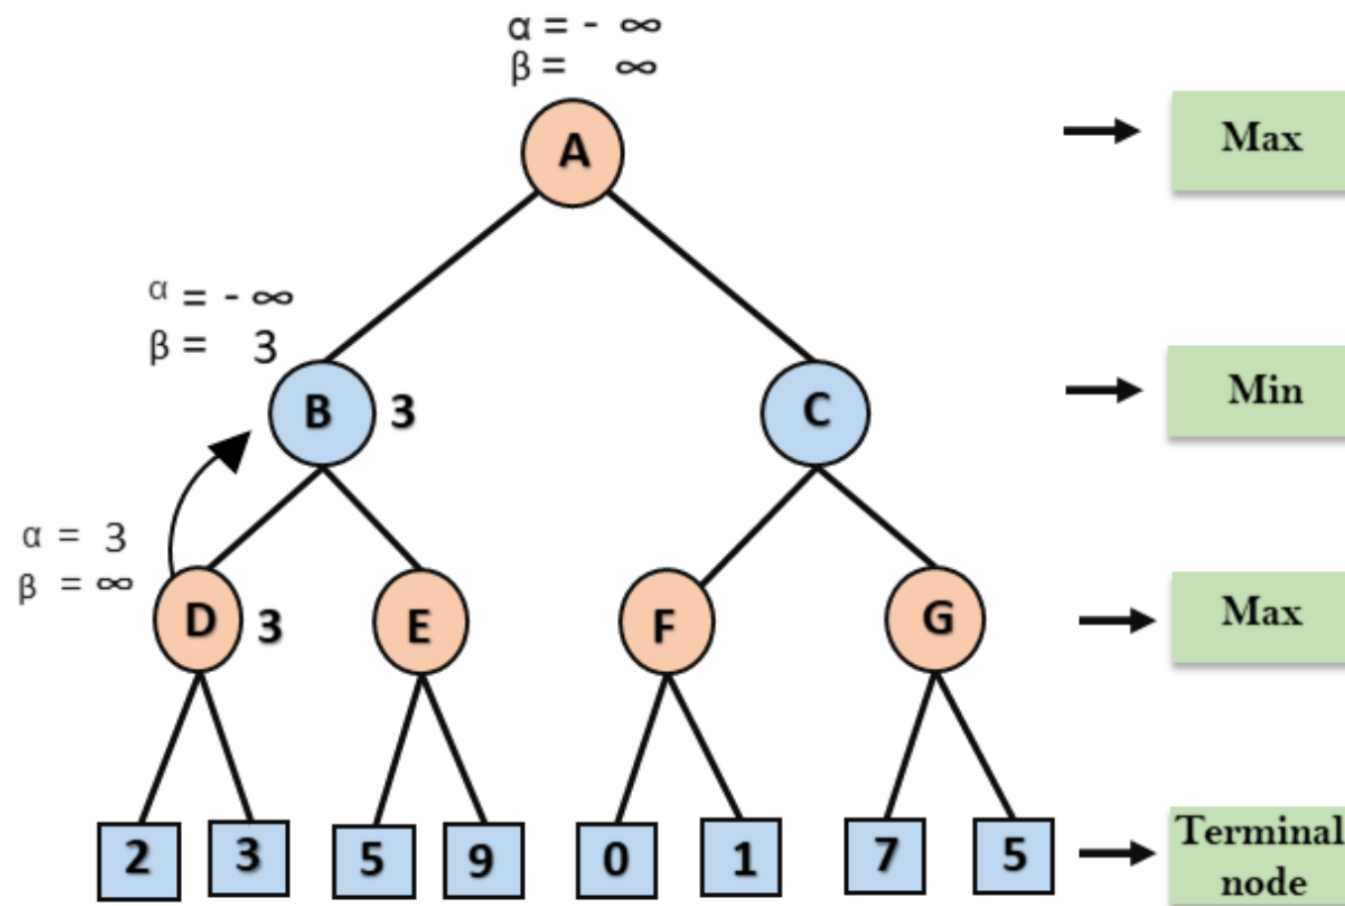 α = - ∞
β = ∞
A
Max
α = - ∞
β = 3
B 3
C
Min
α = 3
β = ∞
D 3
E
F
G
Max
2 3 5 9 0 1 7 5
Terminal
node